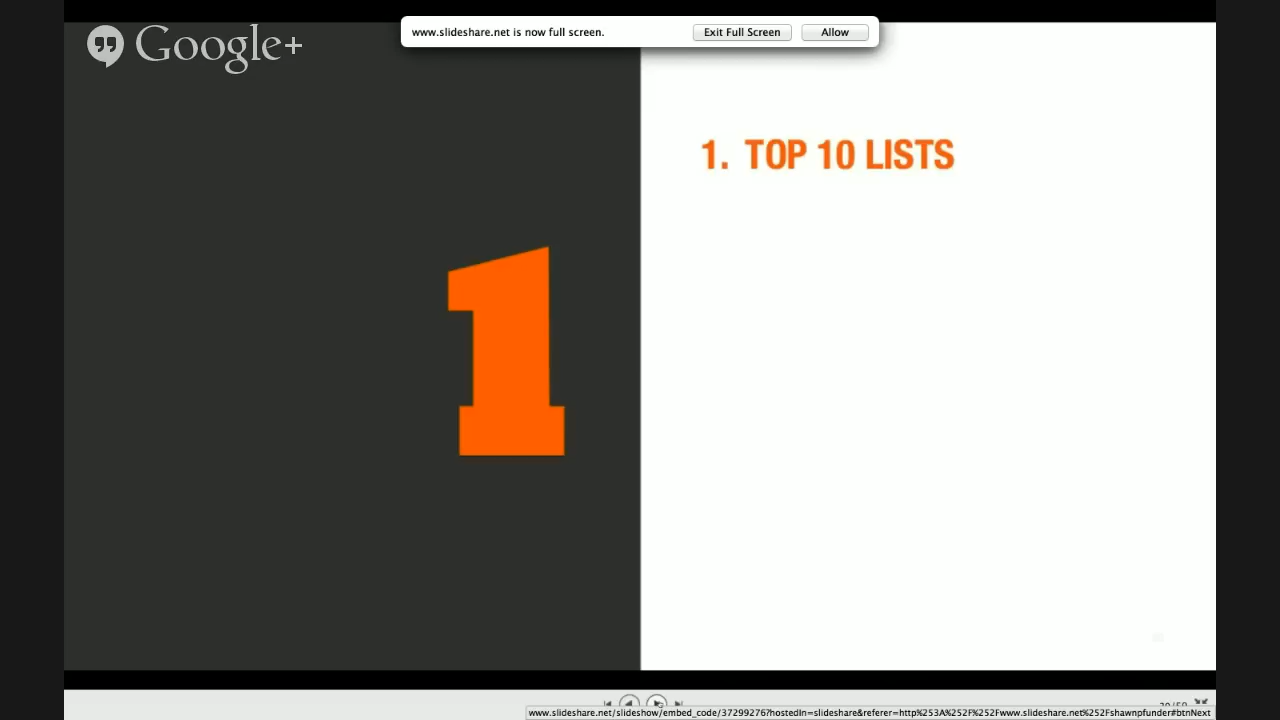 www.slideshare.net is now full screen.
Exit Full Screen
Allow
Google+
1. TOP 10 LISTS
1
www.slideshare.net/slideshow/embed_code/37299276?hostedIn=slideshare&referer=http%253A%252F%252Fwww.slideshare.net%252Fshawnpfunder#btnNext